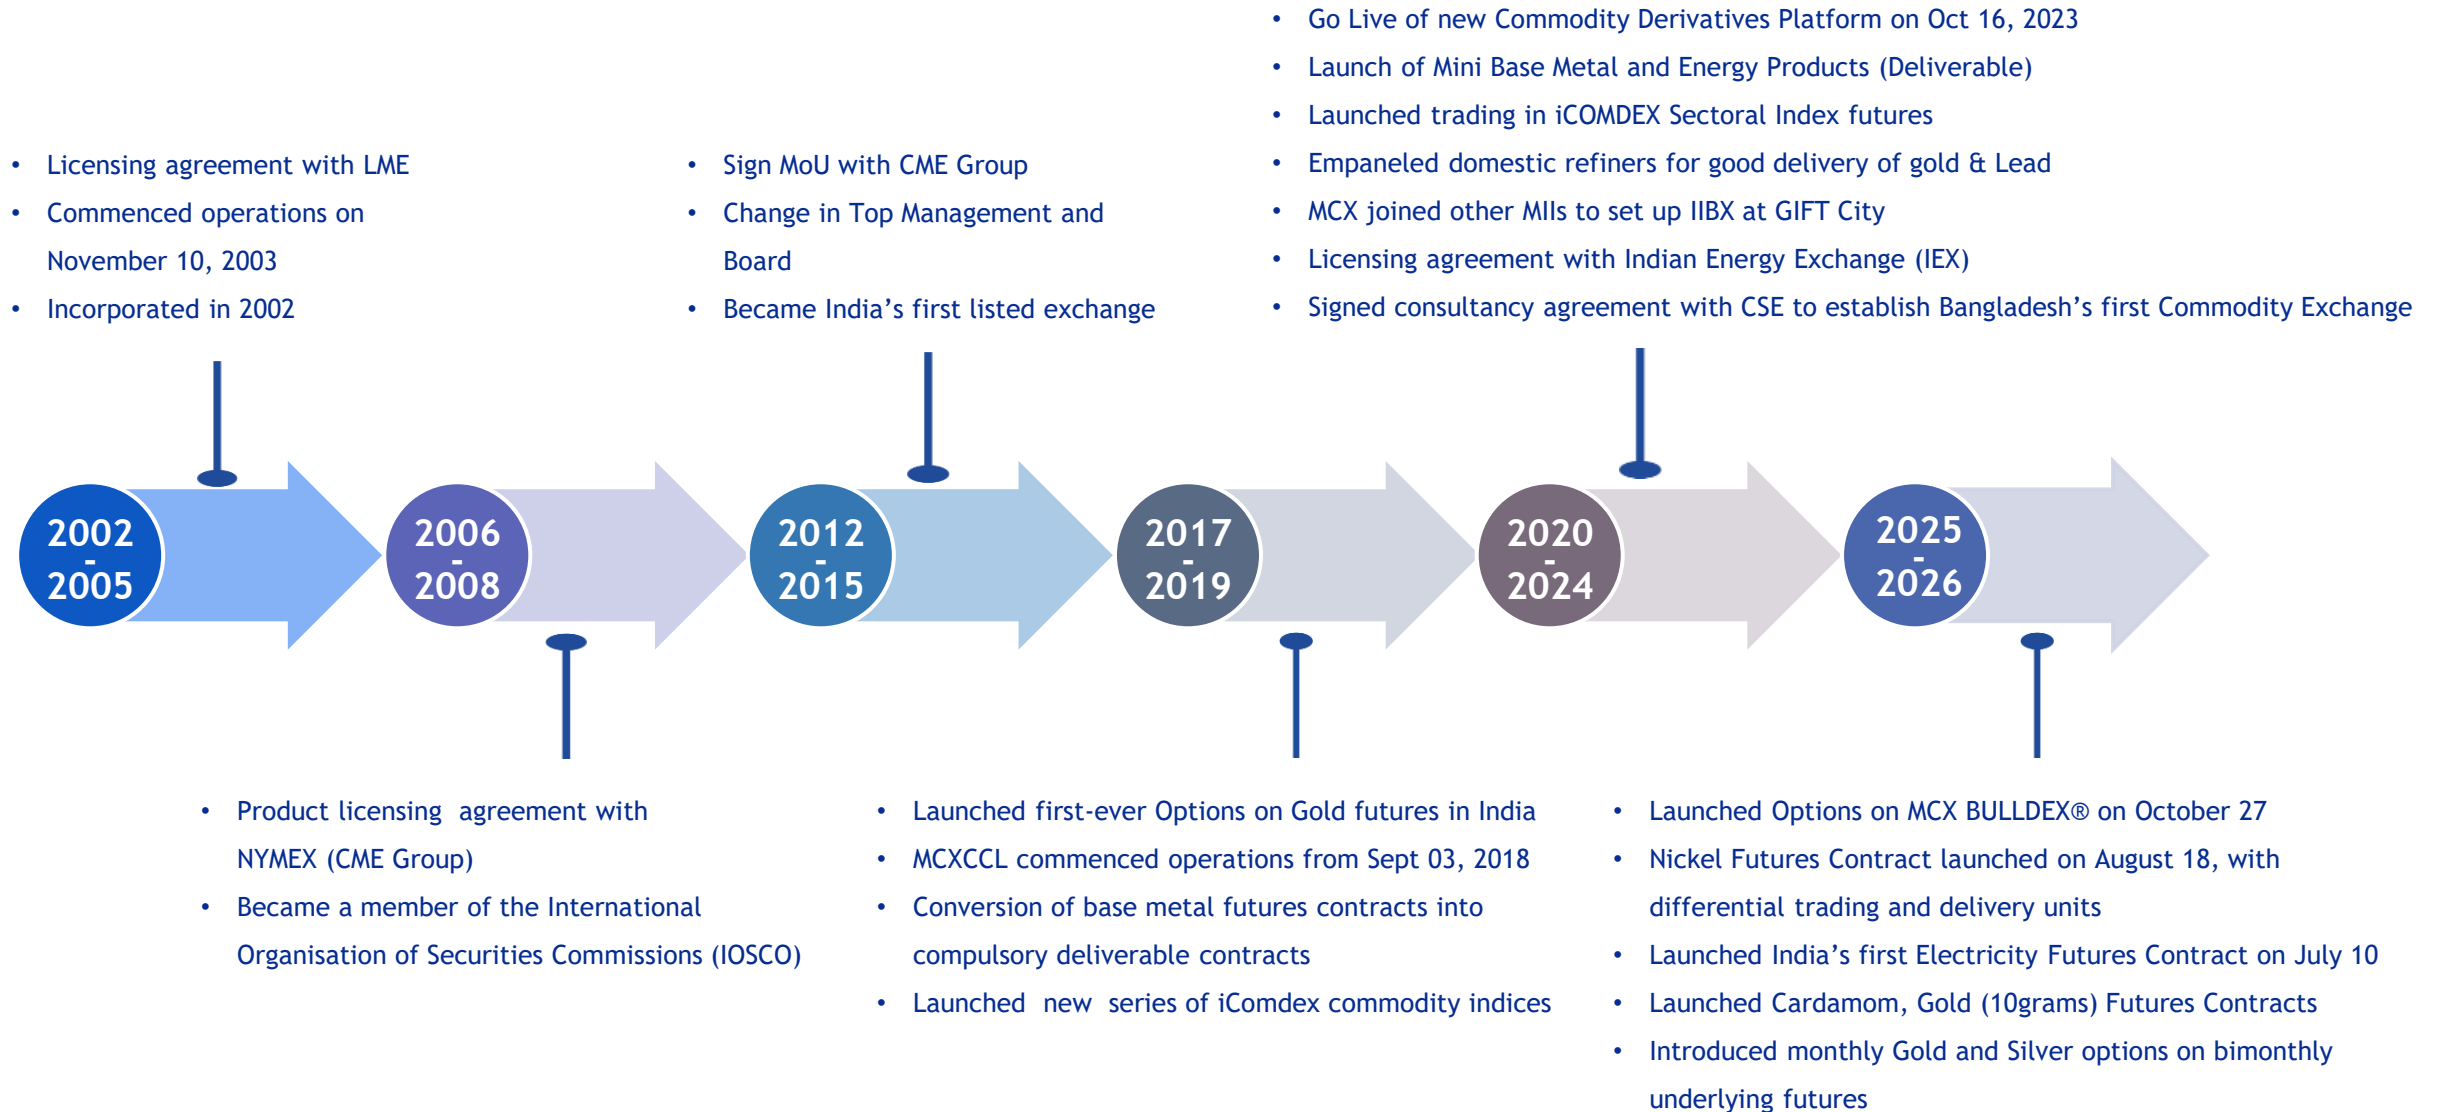 • Licensing agreement with LME
• Commenced operations on
November 10, 2003
• Incorporated in 2002
• Sign MoU with CME Group
• Change in Top Management and
Board
• Became India’s first listed exchange
• Go Live of new Commodity Derivatives Platform on Oct 16, 2023
• Launch of Mini Base Metal and Energy Products (Deliverable)
• Launched trading in iCOMDEX Sectoral Index futures
• Empaneled domestic refiners for good delivery of gold & Lead
• MCX joined other MIIs to set up IIBX at GIFT City
• Licensing agreement with Indian Energy Exchange (IEX)
• Signed consultancy agreement with CSE to establish Bangladesh’s first Commodity Exchange
2002
-
2005
2006
-
2008
2012
-
2015
2017
-
2019
2020
-
2024
2025
-
2026
• Product licensing agreement with
NYMEX (CME Group)
• Became a member of the International
Organisation of Securities Commissions (IOSCO)
• Launched first-ever Options on Gold futures in India
• MCXCCL commenced operations from Sept 03, 2018
• Conversion of base metal futures contracts into
compulsory deliverable contracts
• Launched new series of iComdex commodity indices
• Launched Options on MCX BULLDEX® on October 27
• Nickel Futures Contract launched on August 18, with
differential trading and delivery units
• Launched India’s first Electricity Futures Contract on July 10
• Launched Cardamom, Gold (10grams) Futures Contracts
• Introduced monthly Gold and Silver options on bimonthly
underlying futures